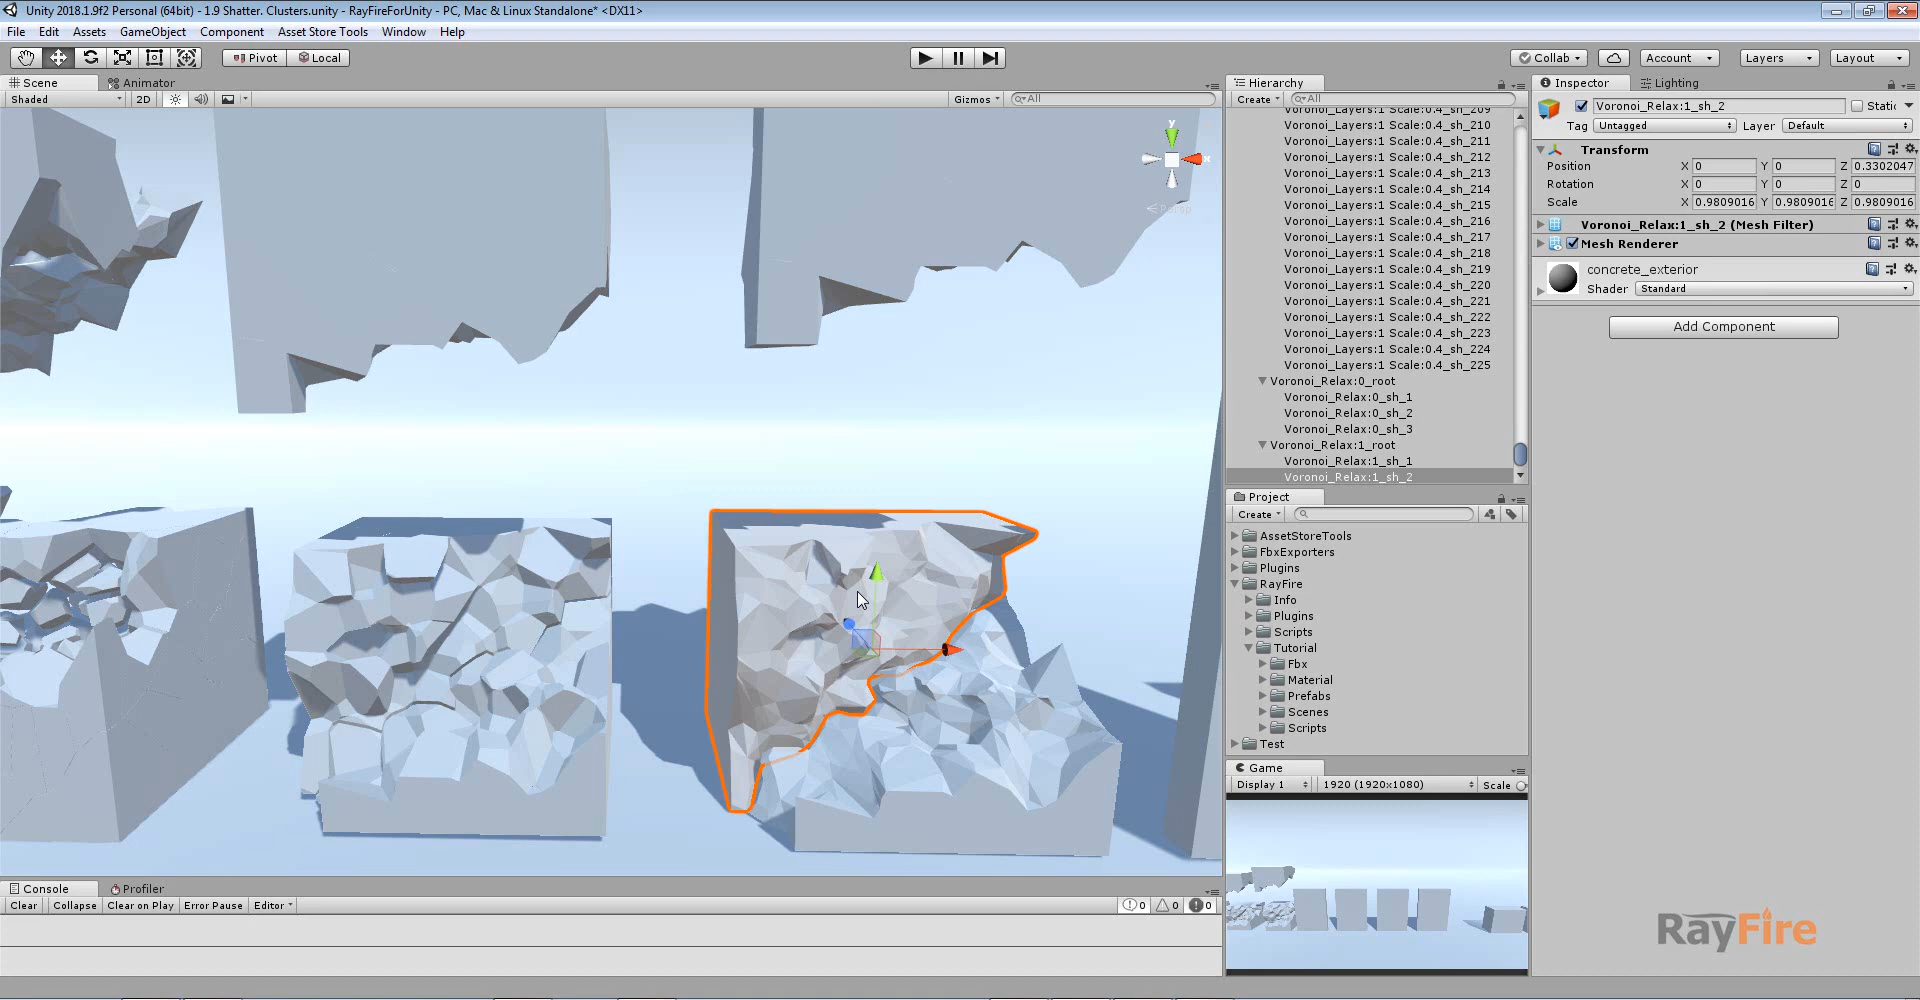 Unity 2018.1.9f2 Personal (64bit) - 1.9 Shatter. Clusters.unity - RayFireForUnity - PC, Mac & Linux Standalone* <DX11>
File Edit Assets GameObject Component Asset Store Tools Window Help
Pivot Local Collab Account Layers Layout
Scene Animator
Shaded 2D Gizmos All
Persp
y
x
Hierarchy
Create All
Voronoi_Layers:1 Scale:0.4_sh_209
Voronoi_Layers:1 Scale:0.4_sh_210
Voronoi_Layers:1 Scale:0.4_sh_211
Voronoi_Layers:1 Scale:0.4_sh_212
Voronoi_Layers:1 Scale:0.4_sh_213
Voronoi_Layers:1 Scale:0.4_sh_214
Voronoi_Layers:1 Scale:0.4_sh_215
Voronoi_Layers:1 Scale:0.4_sh_216
Voronoi_Layers:1 Scale:0.4_sh_217
Voronoi_Layers:1 Scale:0.4_sh_218
Voronoi_Layers:1 Scale:0.4_sh_219
Voronoi_Layers:1 Scale:0.4_sh_220
Voronoi_Layers:1 Scale:0.4_sh_221
Voronoi_Layers:1 Scale:0.4_sh_222
Voronoi_Layers:1 Scale:0.4_sh_223
Voronoi_Layers:1 Scale:0.4_sh_224
Voronoi_Layers:1 Scale:0.4_sh_225
Voronoi_Relax:0_root
Voronoi_Relax:0_sh_1
Voronoi_Relax:0_sh_2
Voronoi_Relax:0_sh_3
Voronoi_Relax:1_root
Voronoi_Relax:1_sh_1
Voronoi_Relax:1_sh_2
Project
Create
AssetStoreTools
FbxExporters
Plugins
RayFire
Info
Plugins
Scripts
Tutorial
Fbx
Material
Prefabs
Scenes
Scripts
Test
Game
Display 1 1920 (1920x1080) Scale
Inspector Lighting
Voronoi_Relax:1_sh_2 Static
Tag Untagged Layer Default
Transform
Position X 0 Y 0 Z 0.3302047
Rotation X 0 Y 0 Z 0
Scale X 0.9809016 Y 0.9809016 Z 0.9809016
Voronoi_Relax:1_sh_2 (Mesh Filter)
Mesh Renderer
concrete_exterior
Shader Standard
Add Component
RayFire
Console Profiler
Clear Collapse Clear on Play Error Pause Editor 0 0 0